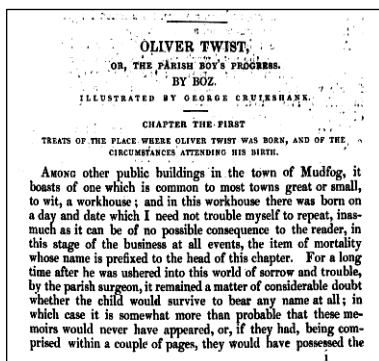 OLIVER TWIST,
OR, THE PARISH BOY'S PROGRESS.
BY BOZ.
ILLUSTRATED BY GEORGE CRUIKSHANK.
CHAPTER THE FIRST
TREATS OF THE PLACE WHERE OLIVER TWIST WAS BORN, AND OF THE
CIRCUMSTANCES ATTENDING HIS BIRTH.
AMONG other public buildings in the town of Mudfog, it
boasts of one which is common to most towns great or small,
to wit, a workhouse; and in this workhouse there was born on
a day and date which I need not trouble myself to repeat, inas-
much as it can be of no possible consequence to the reader, in
this stage of the business at all events, the item of mortality
whose name is prefixed to the head of this chapter. For a long
time after he was ushered into this world of sorrow and trouble,
by the parish surgeon, it remained a matter of considerable doubt
whether the child would survive to bear any name at all; in
which case it is somewhat more than probable that these me-
moirs would never have appeared, or, if they had, being com-
prised within a couple of pages, they would have possessed the